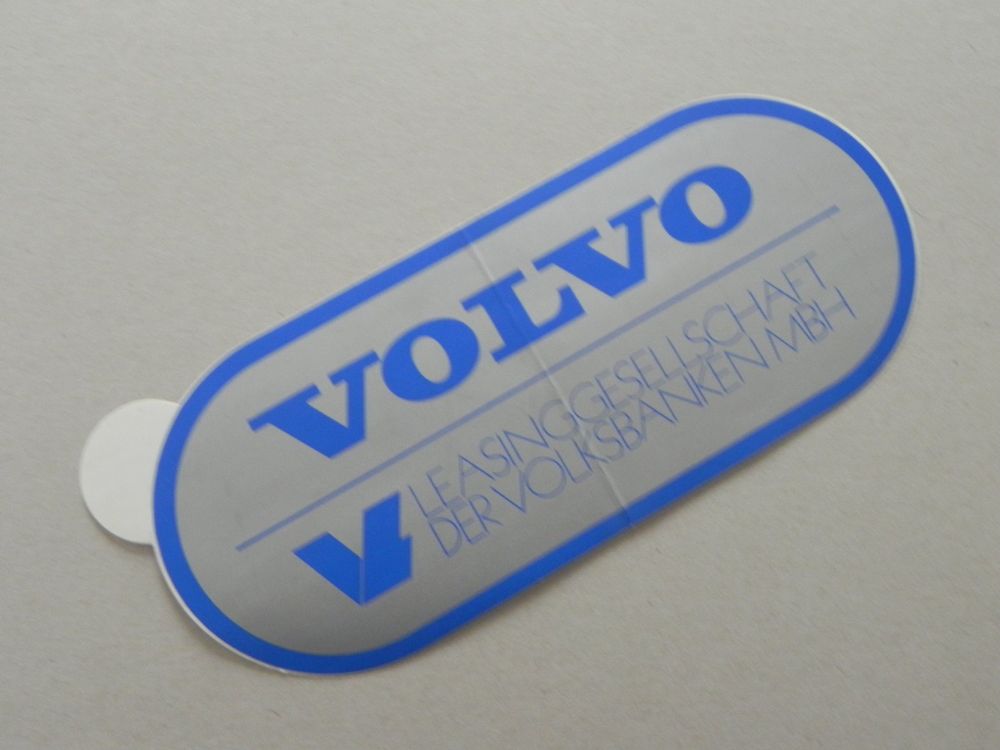 VOLVO
LEASINGGESELLSCHAFT
DER VOLKSBANKEN MBH